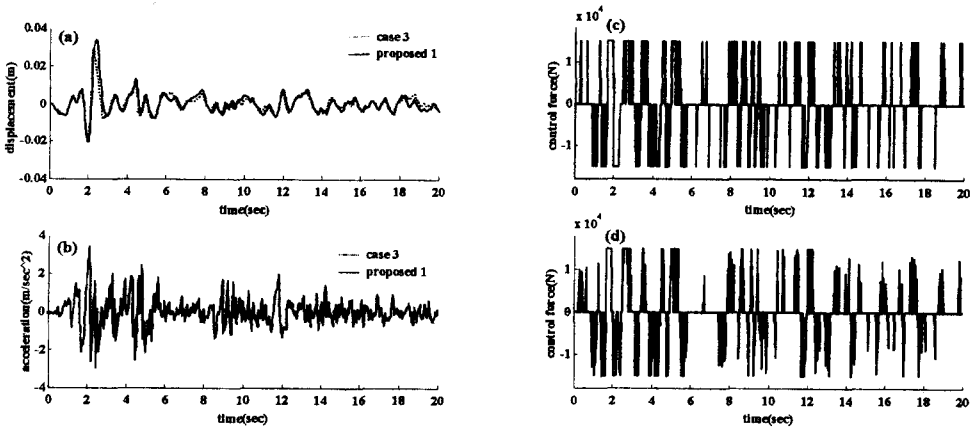 (a)
case 3
proposed 1
displacement(m)
0.04
0.02
0
-0.02
-0.04
0 2 4 6 8 10 12 14 16 18 20
time(sec)
(b)
case 3
proposed 1
acceleration(m/sec^2)
4
2
0
-2
-4
0 2 4 6 8 10 12 14 16 18 20
time(sec)
x 10^4
(c)
control force(N)
1
0
-1
0 2 4 6 8 10 12 14 16 18 20
time(sec)
x 10^4
(d)
control force(N)
1
0
-1
0 2 4 6 8 10 12 14 16 18 20
time(sec)